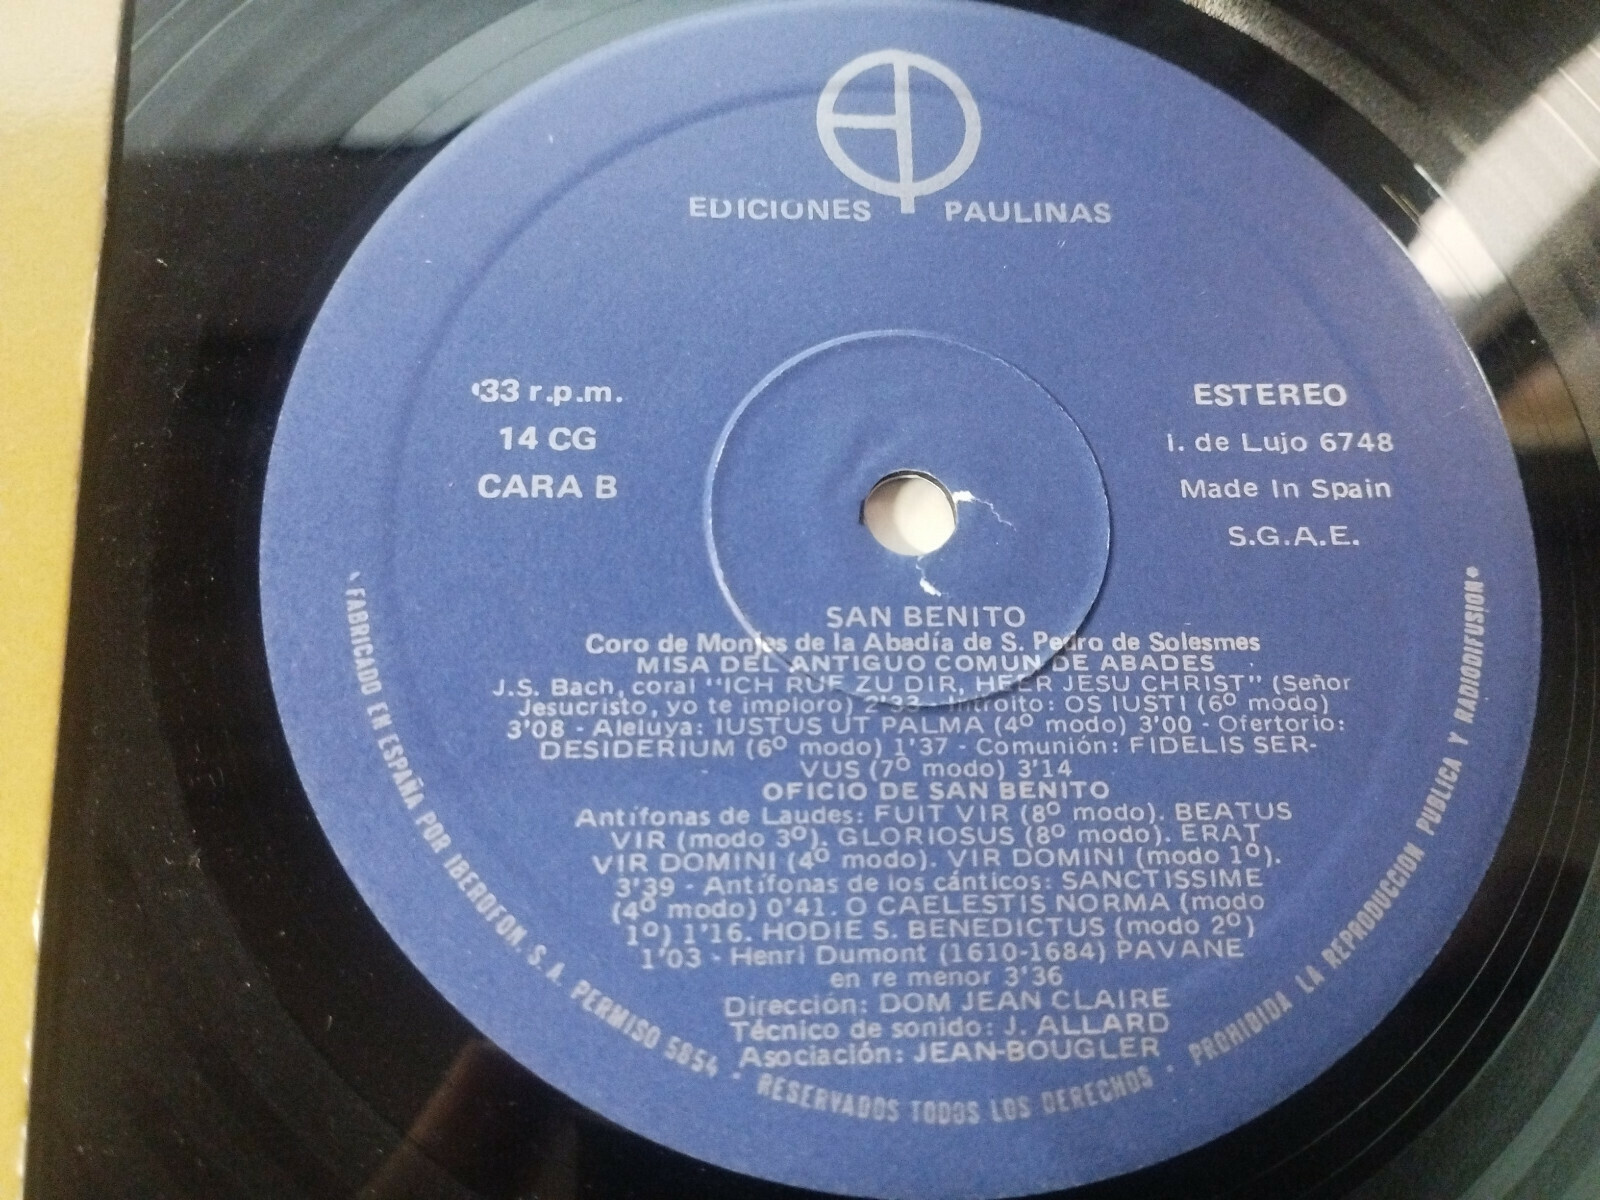 EDICIONES PAULINAS
33 r.p.m.
14 CG
CARA B
ESTEREO
I. de Lujo 6748
Made In Spain
S.G.A.E.
SAN BENITO
Coro de Monjes de la Abadía de S. Pedro de Solesmes
MISA DEL ANTIGUO COMUN DE ABADES
J.S. Bach, coral "ICH RUF ZU DIR, HEER JESU CHRIST" (Señor
Jesucristo, yo te imploro) Introito: OS IUSTI (6º modo)
3'08 - Aleluya: IUSTUS UT PALMA (4º modo) 3'00 - Ofertorio:
DESIDERIUM (6º modo) 1'37 - Comunión: FIDELIS SER-
VUS (7º modo) 3'14
OFICIO DE SAN BENITO
Antífonas de Laudes: FUIT VIR (8º modo). BEATUS
VIR (modo 3º). GLORIOSUS (8º modo). ERAT
VIR DOMINI (4º modo). VIR DOMINI (modo 1º).
3'39 - Antífonas de los cánticos: SANCTISSIME
(4º modo) 0'41. O CAELESTIS NORMA (modo
1º) 1'16. HODIE S. BENEDICTUS (modo 2º)
1'03 - Henri Dumont (1610-1684) PAVANE
en re menor 3'36
Dirección: DOM JEAN CLAIRE
Técnico de sonido: J. ALLARD
Asociación: JEAN-BOUGLER
FABRICADO EN ESPAÑA POR IBEROFON, S. A. PERMISO 5854 · RESERVADOS TODOS LOS DERECHOS · PROHIBIDA LA REPRODUCCION PUBLICA Y RADIODIFUSION